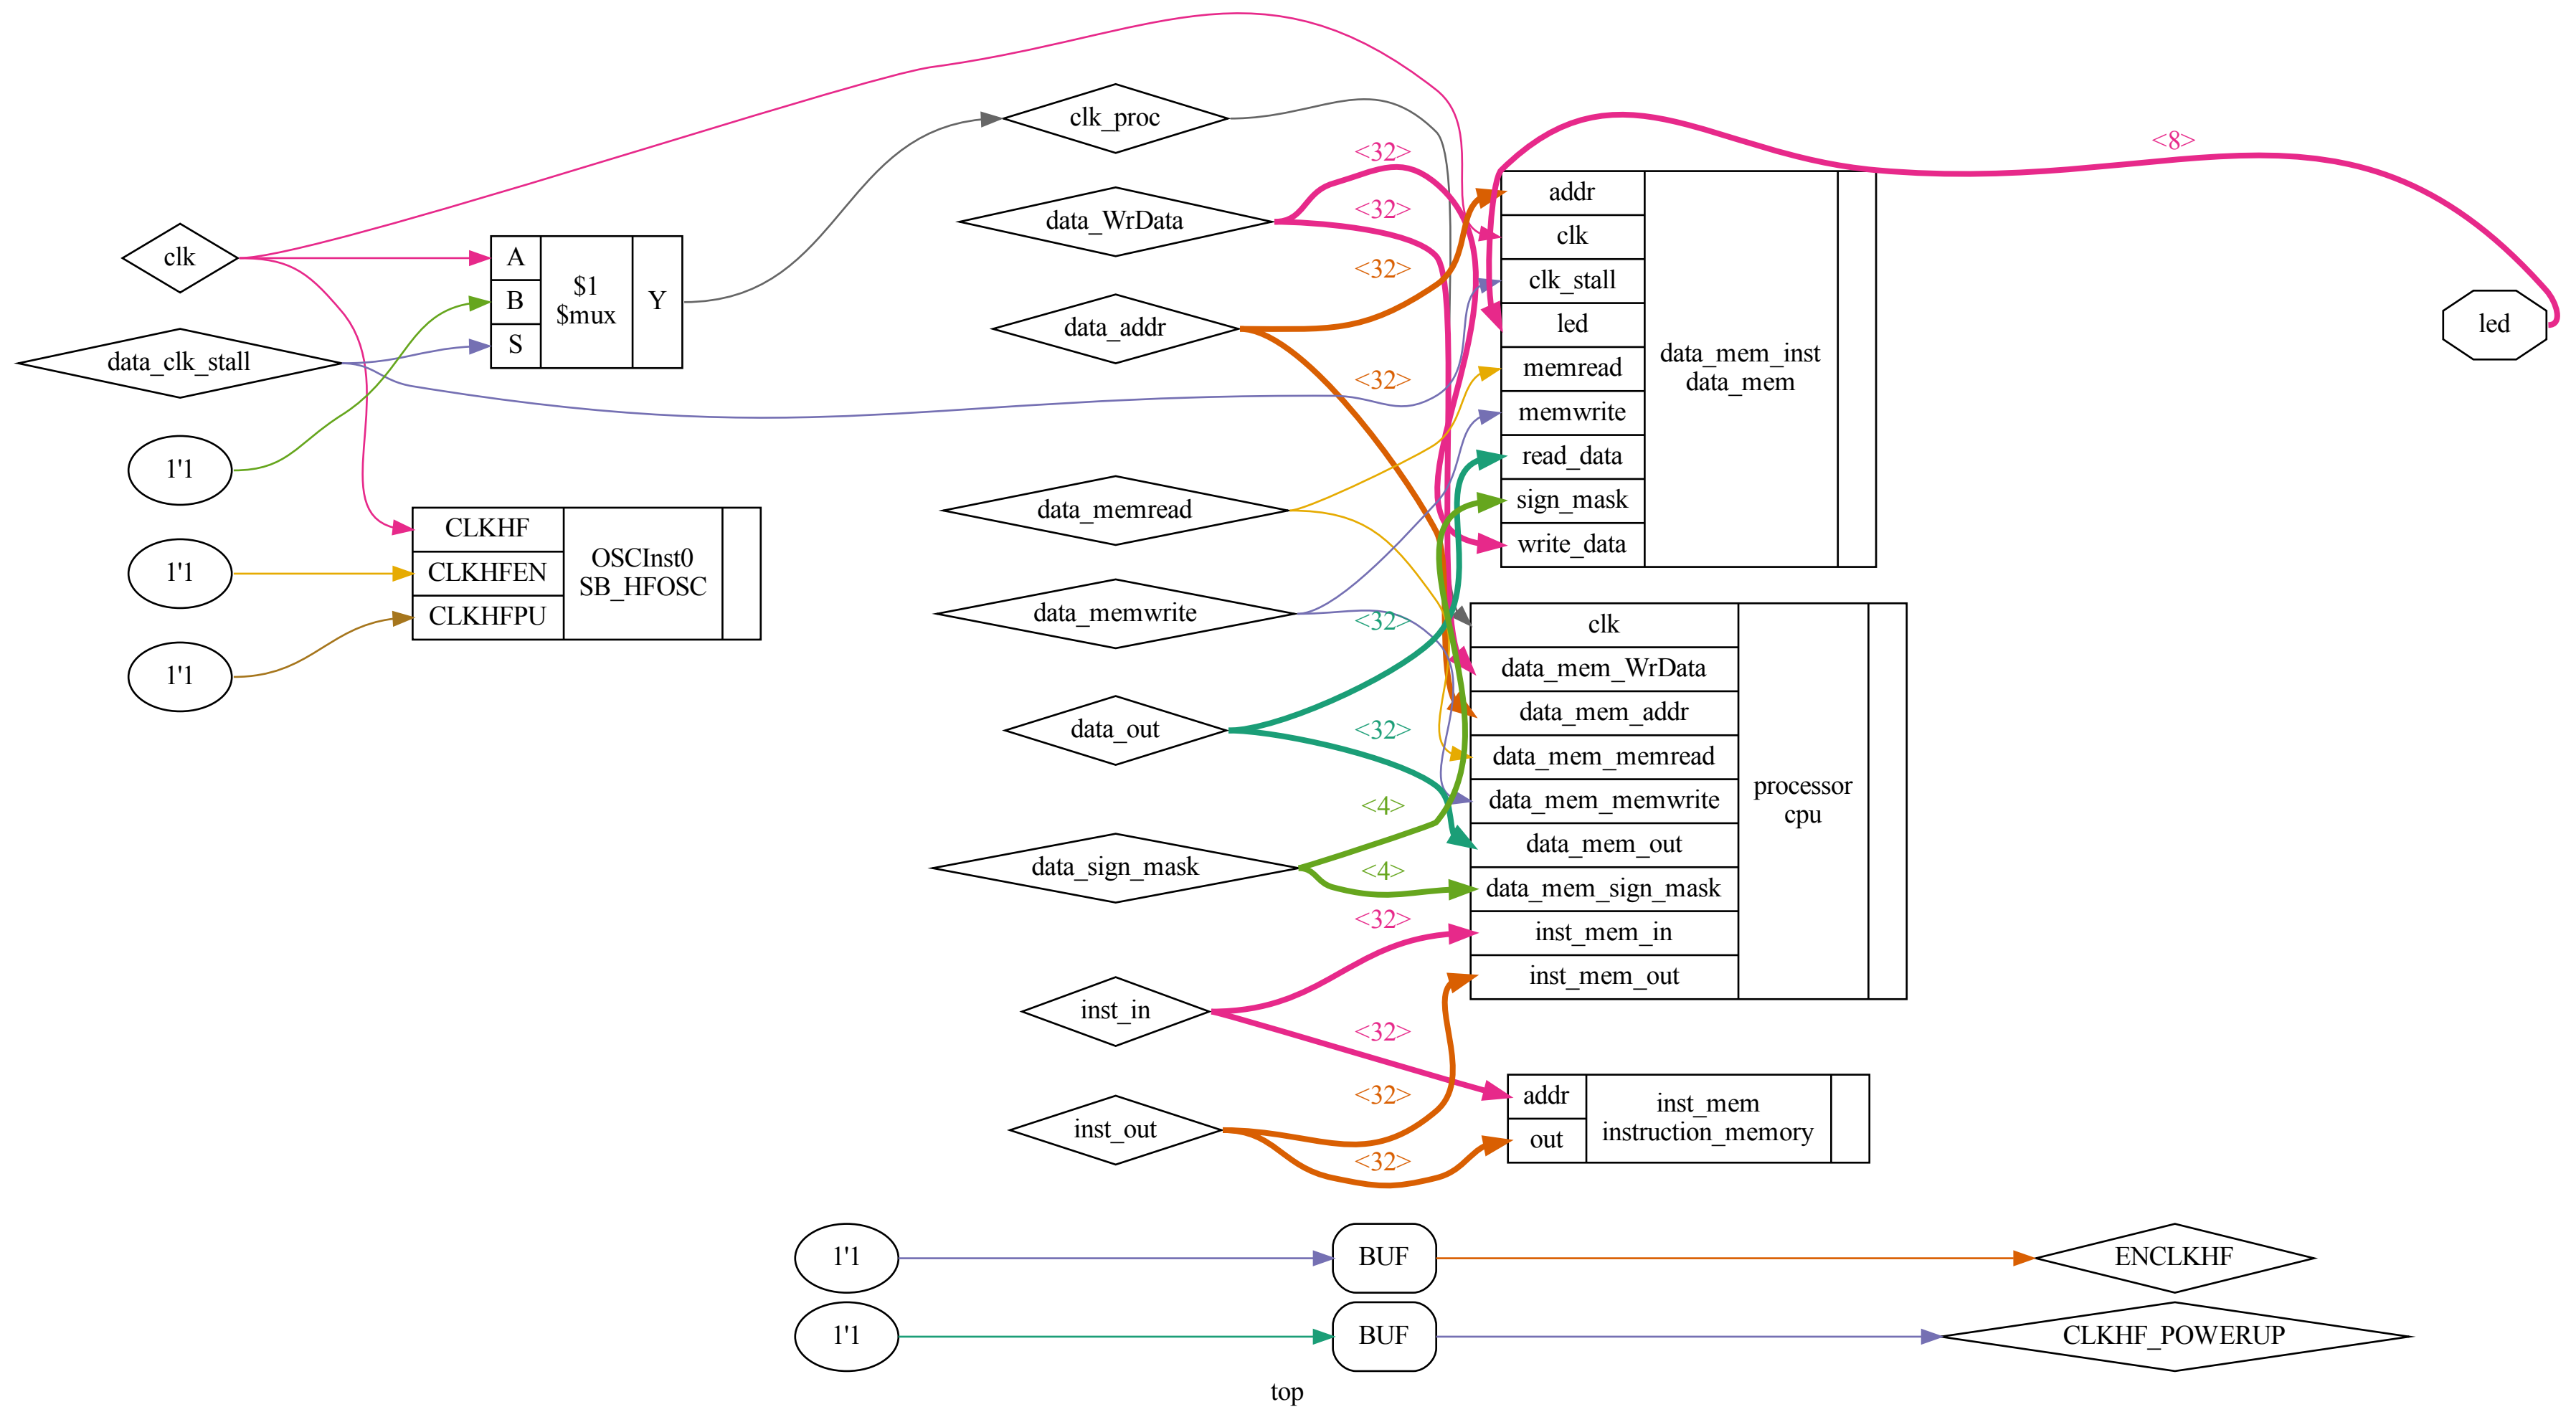 clk
data_clk_stall
1'1
1'1
1'1
A
B
S
$1
$mux
Y
CLKHF
CLKHFEN
CLKHFPU
OSCInst0
SB_HFOSC
clk_proc
data_WrData
data_addr
data_memread
data_memwrite
data_out
data_sign_mask
inst_in
inst_out
<32>
<32>
<32>
<32>
<32>
<32>
<4>
<4>
<32>
<32>
<32>
<32>
addr
clk
clk_stall
led
memread
memwrite
read_data
sign_mask
write_data
data_mem_inst
data_mem
clk
data_mem_WrData
data_mem_addr
data_mem_memread
data_mem_memwrite
data_mem_out
data_mem_sign_mask
inst_mem_in
inst_mem_out
processor
cpu
addr
out
inst_mem
instruction_memory
<8>
led
1'1
BUF
ENCLKHF
1'1
BUF
CLKHF_POWERUP
top